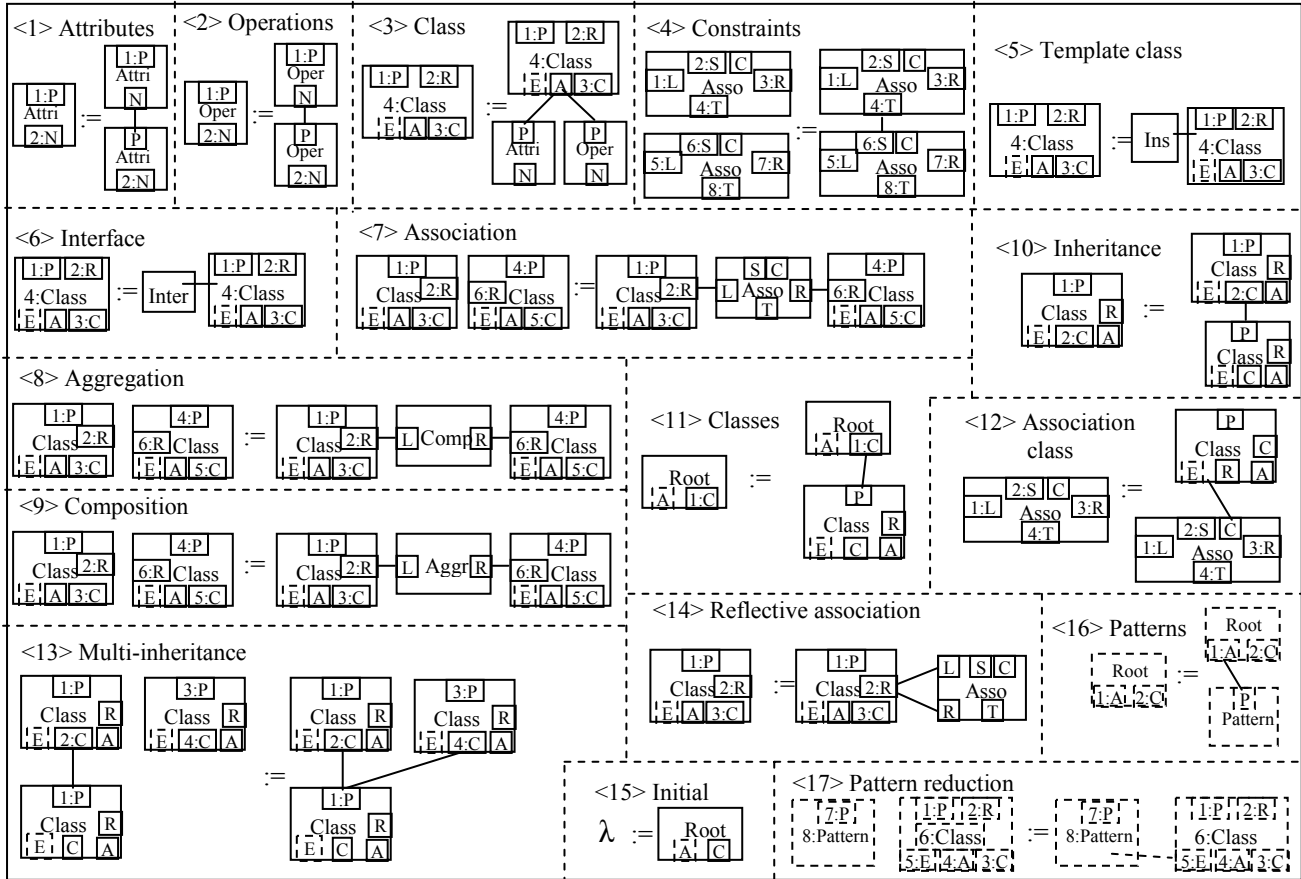 <1> Attributes
1:P
Attri
2:N
:=
1:P
Attri
N
P
Attri
2:N
<2> Operations
1:P
Oper
2:N
:=
1:P
Oper
N
P
Oper
2:N
<3> Class
1:P 2:R
4:Class
E A 3:C
:=
1:P 2:R
4:Class
E A 3:C
P
Attri
N
P
Oper
N
<4> Constraints
2:S C
1:L Asso 3:R
4:T
6:S C
5:L Asso 7:R
8:T
:=
2:S C
1:L Asso 3:R
4:T
6:S C
5:L Asso 7:R
8:T
<5> Template class
1:P 2:R
4:Class
E A 3:C
:=
Ins
1:P 2:R
4:Class
E A 3:C
<6> Interface
1:P 2:R
4:Class
E A 3:C
:=
Inter
1:P 2:R
4:Class
E A 3:C
<7> Association
1:P
Class 2:R
E A 3:C
4:P
6:R Class
E A 5:C
:=
1:P
Class 2:R
E A 3:C
S C
L Asso R
T
4:P
6:R Class
E A 5:C
<10> Inheritance
1:P
Class R
E 2:C A
:=
1:P
Class R
E 2:C A
P
Class R
E C A
<8> Aggregation
1:P
Class 2:R
E A 3:C
4:P
6:R Class
E A 5:C
:=
1:P
Class 2:R
E A 3:C
L Comp R
4:P
6:R Class
E A 5:C
<9> Composition
1:P
Class 2:R
E A 3:C
4:P
6:R Class
E A 5:C
:=
1:P
Class 2:R
E A 3:C
L Aggr R
4:P
6:R Class
E A 5:C
<11> Classes
Root
A 1:C
:=
Root
A 1:C
P
Class R
E C A
<12> Association
class
2:S C
1:L Asso 3:R
4:T
:=
P
Class C
E R A
2:S C
1:L Asso 3:R
4:T
<13> Multi-inheritance
1:P
Class R
E 2:C A
3:P
Class R
E 4:C A
1:P
Class R
E C A
:=
1:P
Class R
E 2:C A
3:P
Class R
E 4:C A
1:P
Class R
E C A
<14> Reflective association
1:P
Class 2:R
E A 3:C
:=
1:P
Class 2:R
E A 3:C
L S C
Asso
R T
<16> Patterns
Root
1:A 2:C
:=
Root
1:A 2:C
P
Pattern
<15> Initial
λ :=
Root
A C
<17> Pattern reduction
7:P
8:Pattern
1:P 2:R
6:Class
5:E 4:A 3:C
:=
7:P
8:Pattern
1:P 2:R
6:Class
5:E 4:A 3:C